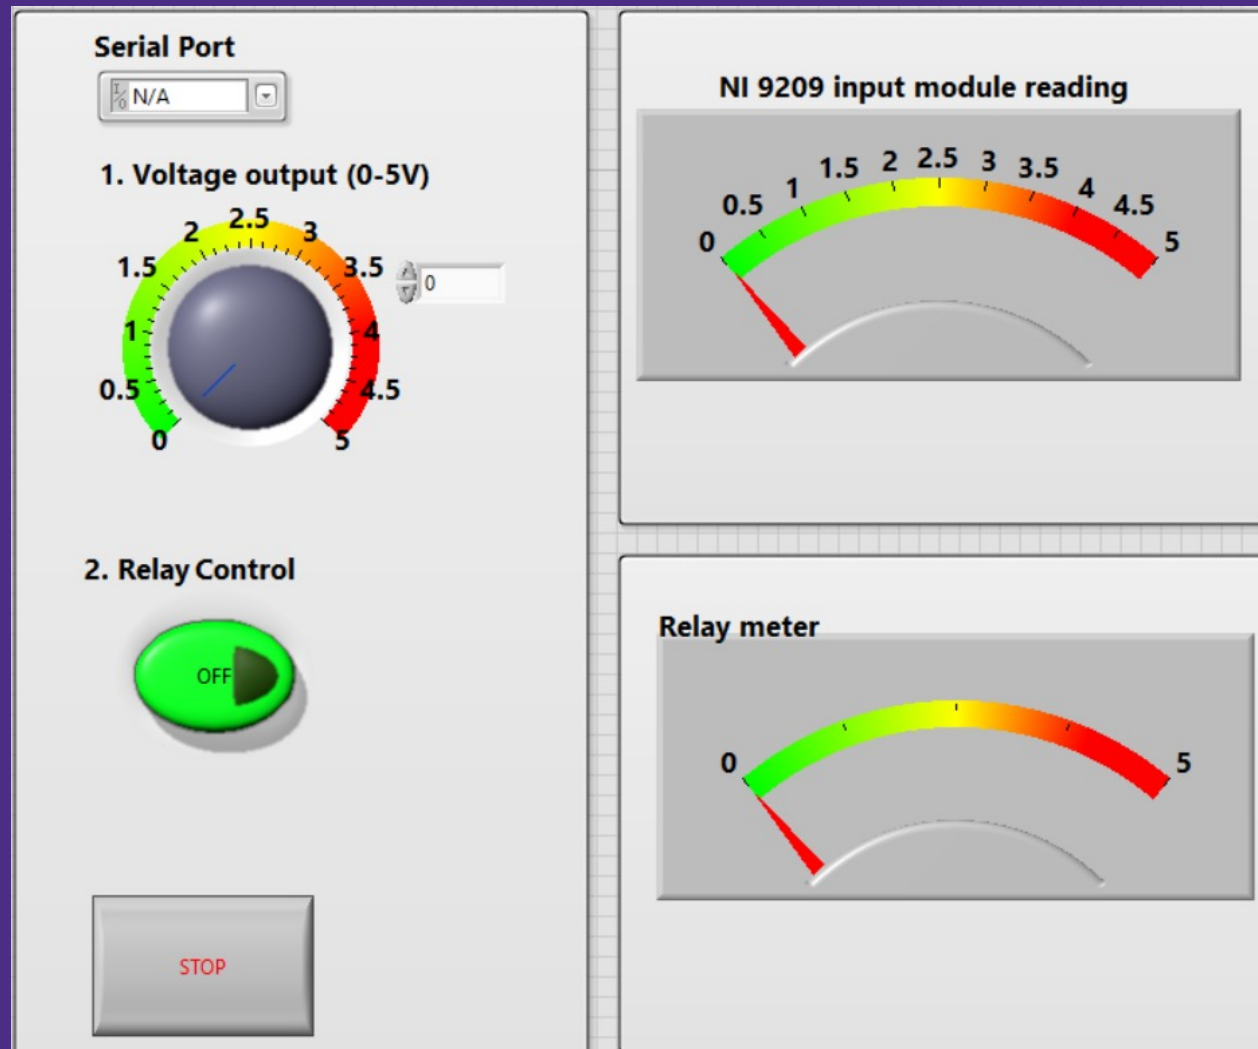 Serial Port
I/O N/A
1. Voltage output (0-5V)
0 0.5 1 1.5 2 2.5 3 3.5 4 4.5 5
0
2. Relay Control
OFF
STOP
NI 9209 input module reading
0 0.5 1 1.5 2 2.5 3 3.5 4 4.5 5
Relay meter
0 5